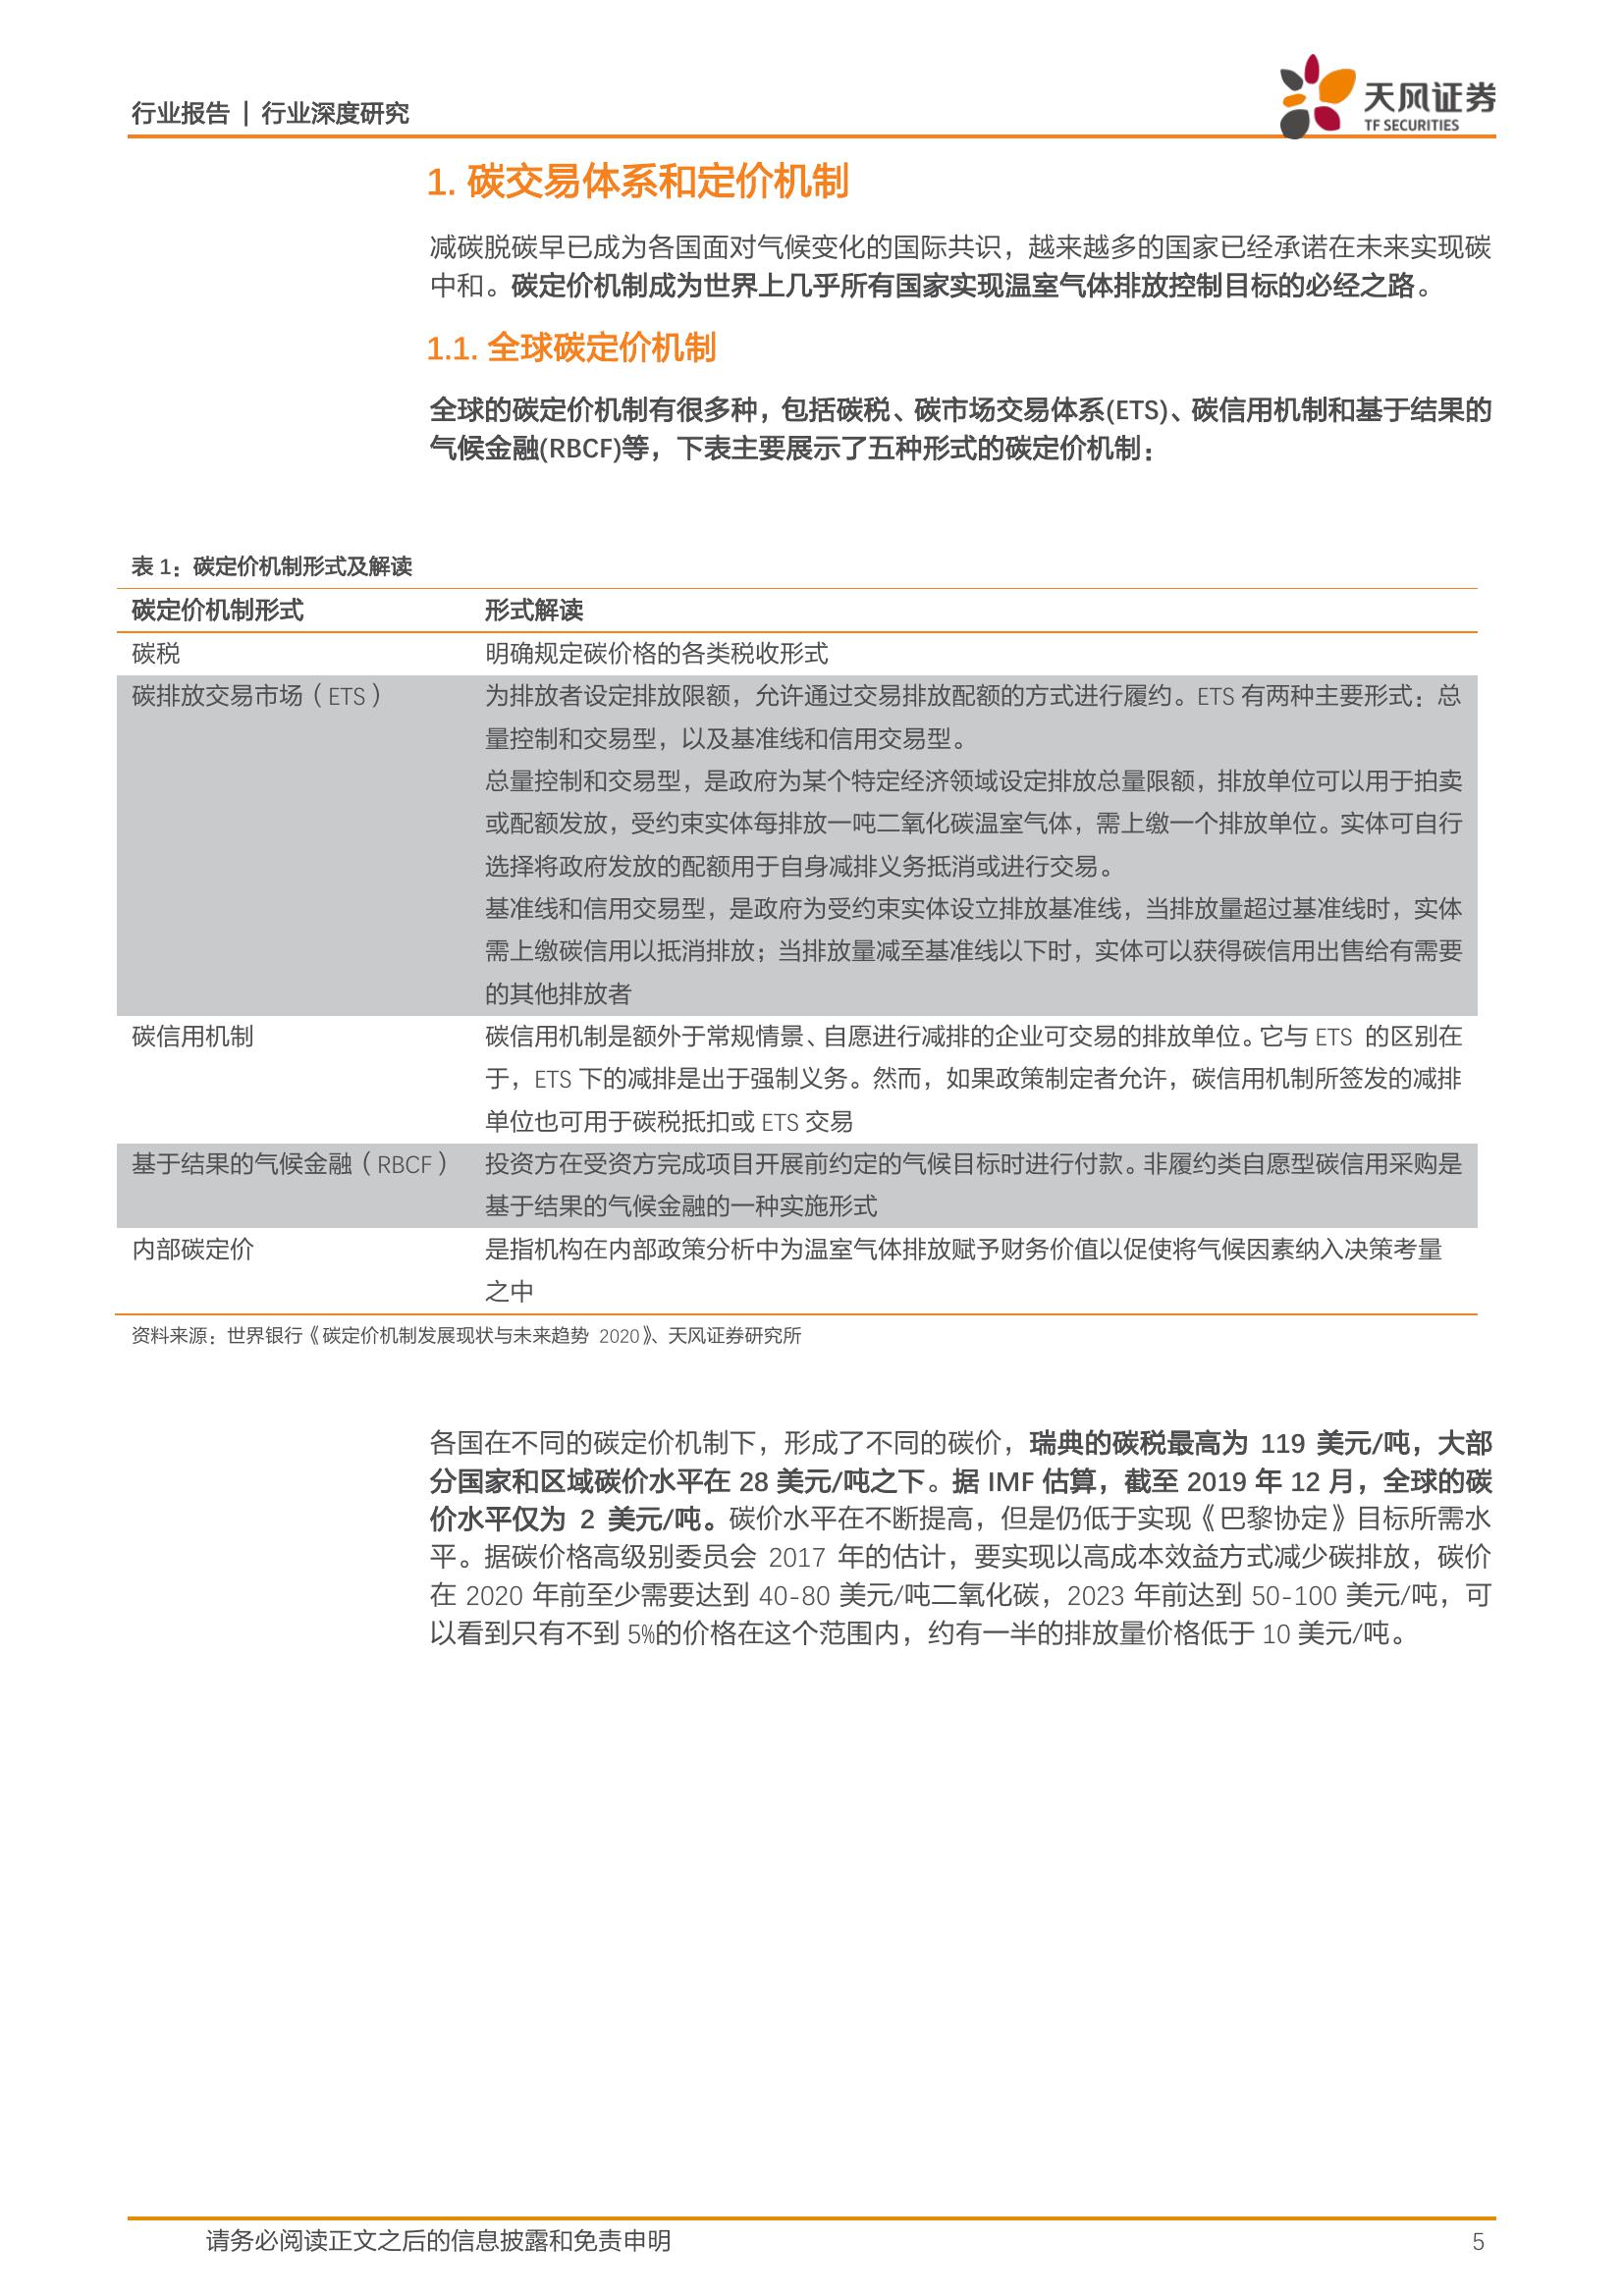 行业报告 | 行业深度研究
天风证券
TF SECURITIES
1. 碳交易体系和定价机制
减碳脱碳早已成为各国面对气候变化的国际共识，越来越多的国家已经承诺在未来实现碳
中和。碳定价机制成为世界上几乎所有国家实现温室气体排放控制目标的必经之路。
1.1. 全球碳定价机制
全球的碳定价机制有很多种，包括碳税、碳市场交易体系(ETS)、碳信用机制和基于结果的
气候金融(RBCF)等，下表主要展示了五种形式的碳定价机制：
表 1：碳定价机制形式及解读
碳定价机制形式 形式解读
碳税 明确规定碳价格的各类税收形式
碳排放交易市场（ETS） 为排放者设定排放限额，允许通过交易排放配额的方式进行履约。ETS 有两种主要形式：总
量控制和交易型，以及基准线和信用交易型。
总量控制和交易型，是政府为某个特定经济领域设定排放总量限额，排放单位可以用于拍卖
或配额发放，受约束实体每排放一吨二氧化碳温室气体，需上缴一个排放单位。实体可自行
选择将政府发放的配额用于自身减排义务抵消或进行交易。
基准线和信用交易型，是政府为受约束实体设立排放基准线，当排放量超过基准线时，实体
需上缴碳信用以抵消排放；当排放量减至基准线以下时，实体可以获得碳信用出售给有需要
的其他排放者
碳信用机制 碳信用机制是额外于常规情景、自愿进行减排的企业可交易的排放单位。它与 ETS 的区别在
于，ETS 下的减排是出于强制义务。然而，如果政策制定者允许，碳信用机制所签发的减排
单位也可用于碳税抵扣或 ETS 交易
基于结果的气候金融（RBCF） 投资方在受资方完成项目开展前约定的气候目标时进行付款。非履约类自愿型碳信用采购是
基于结果的气候金融的一种实施形式
内部碳定价 是指机构在内部政策分析中为温室气体排放赋予财务价值以促使将气候因素纳入决策考量
之中
资料来源：世界银行《碳定价机制发展现状与未来趋势 2020》、天风证券研究所
各国在不同的碳定价机制下，形成了不同的碳价，瑞典的碳税最高为 119 美元/吨，大部
分国家和区域碳价水平在 28 美元/吨之下。据 IMF 估算，截至 2019 年 12 月，全球的碳
价水平仅为 2 美元/吨。碳价水平在不断提高，但是仍低于实现《巴黎协定》目标所需水
平。据碳价格高级别委员会 2017 年的估计，要实现以高成本效益方式减少碳排放，碳价
在 2020 年前至少需要达到 40-80 美元/吨二氧化碳，2023 年前达到 50-100 美元/吨，可
以看到只有不到 5%的价格在这个范围内，约有一半的排放量价格低于 10 美元/吨。
请务必阅读正文之后的信息披露和免责申明 5